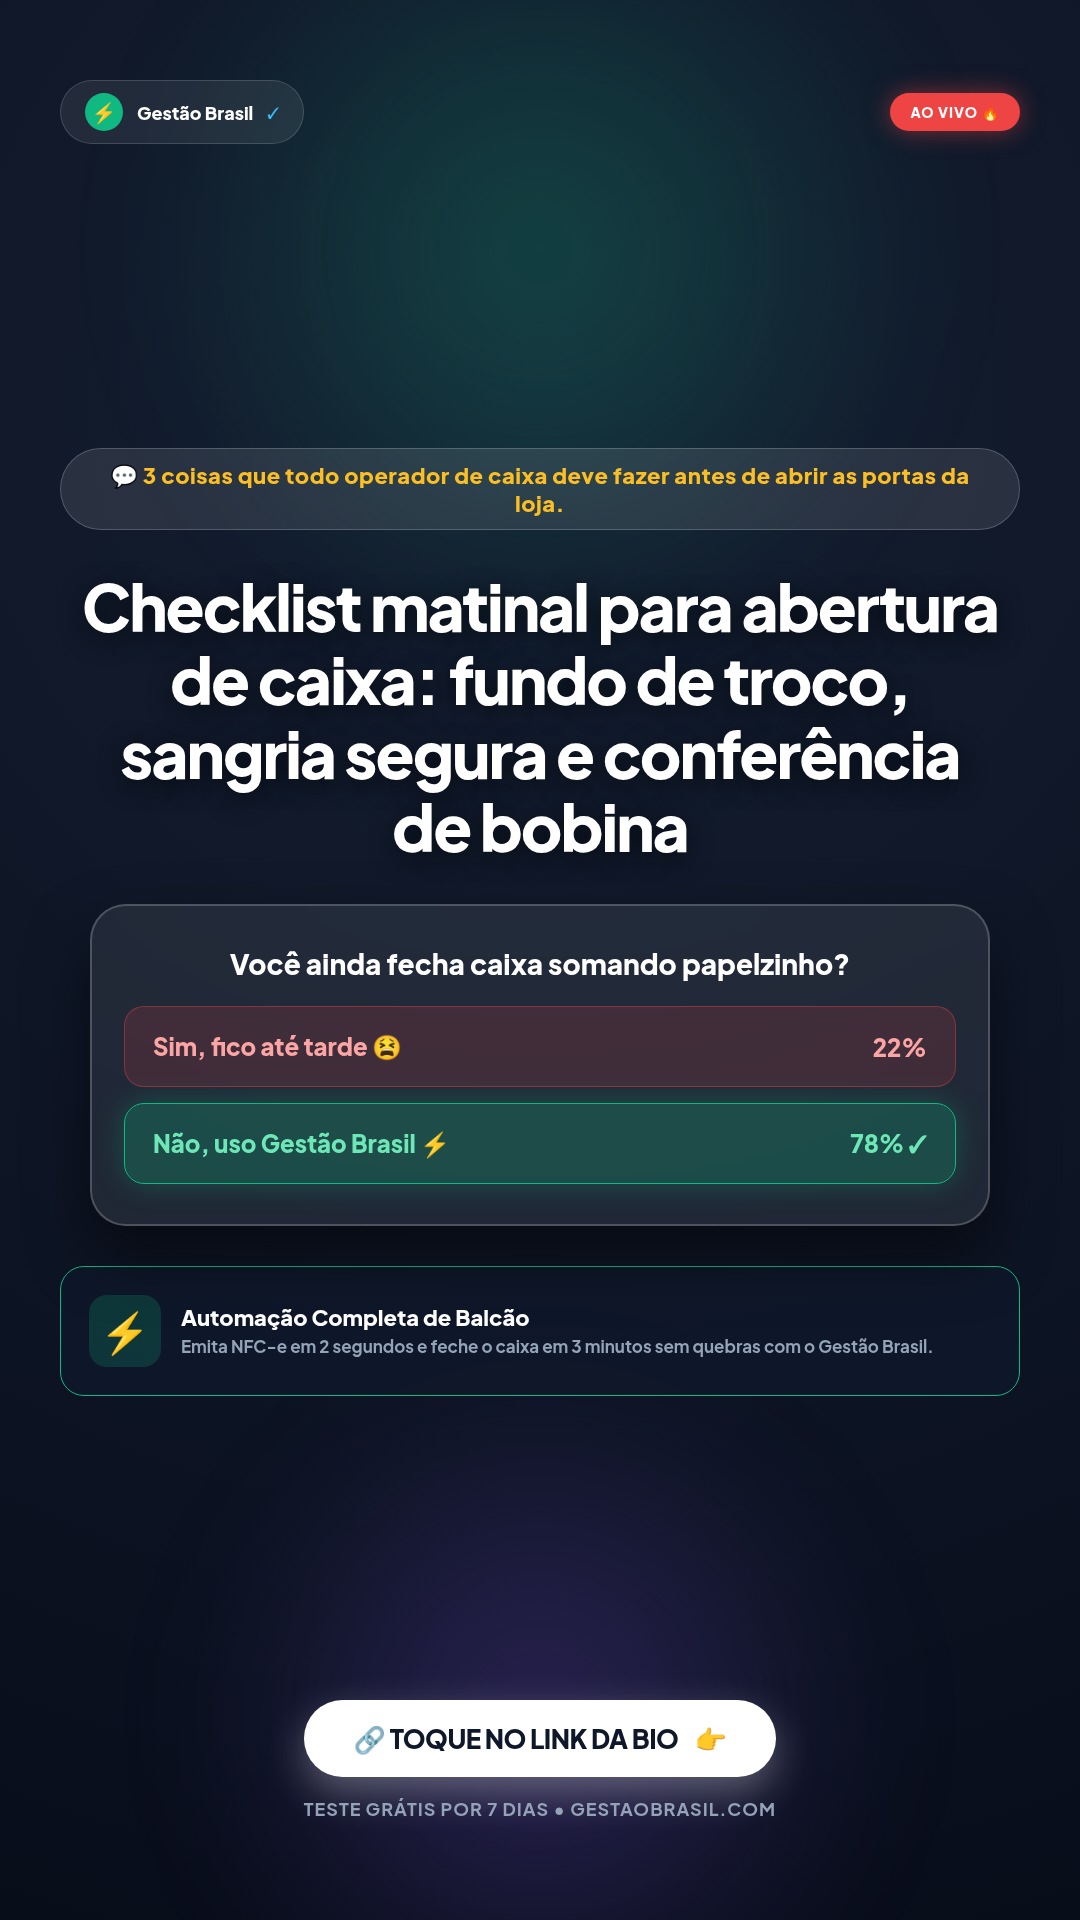 ⚡ Gestão Brasil ✓
AO VIVO 🔥
💬 3 coisas que todo operador de caixa deve fazer antes de abrir as portas da
loja.
Checklist matinal para abertura
de caixa: fundo de troco,
sangria segura e conferência
de bobina
Você ainda fecha caixa somando papelzinho?
Sim, fico até tarde 😫 22%
Não, uso Gestão Brasil ⚡ 78% ✓
⚡ Automação Completa de Balcão
Emita NFC-e em 2 segundos e feche o caixa em 3 minutos sem quebras com o Gestão Brasil.
🔗 TOQUE NO LINK DA BIO 👉
TESTE GRÁTIS POR 7 DIAS ● GESTAOBRASIL.COM